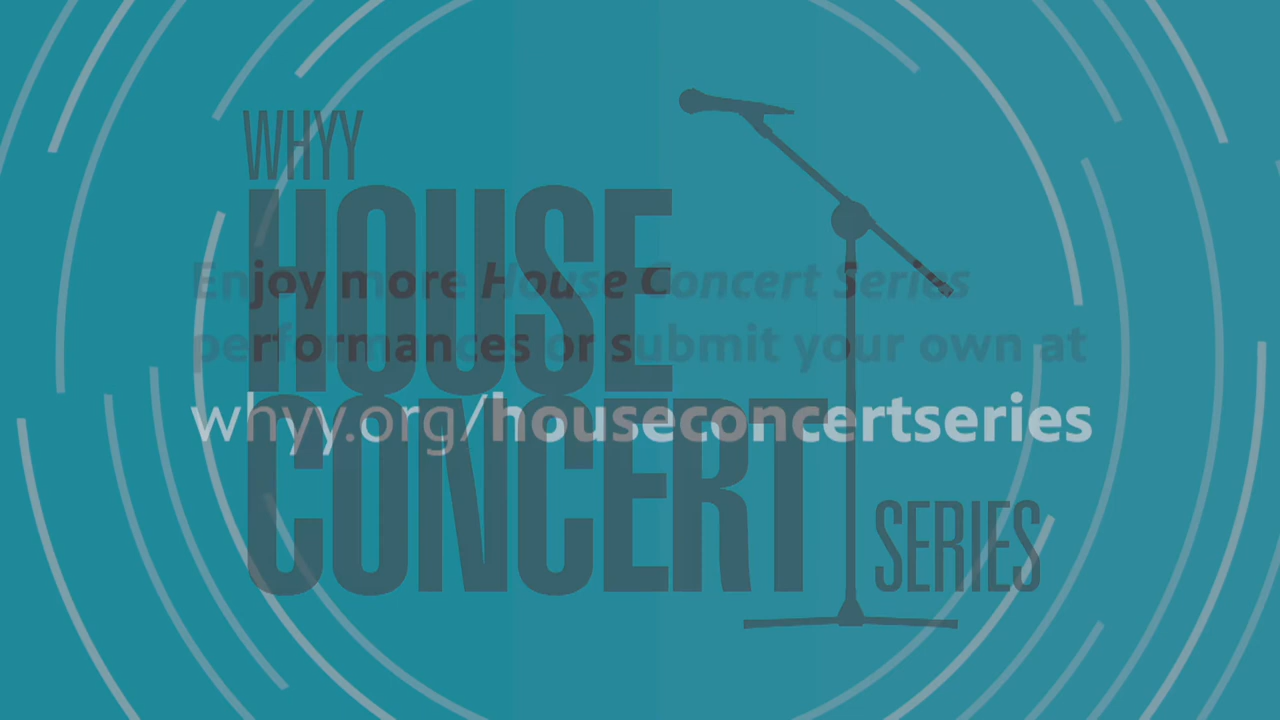 WHYY
HOUSE
CONCERT
SERIES
Enjoy more House Concert Series
performances or submit your own at
whyy.org/houseconcertseries